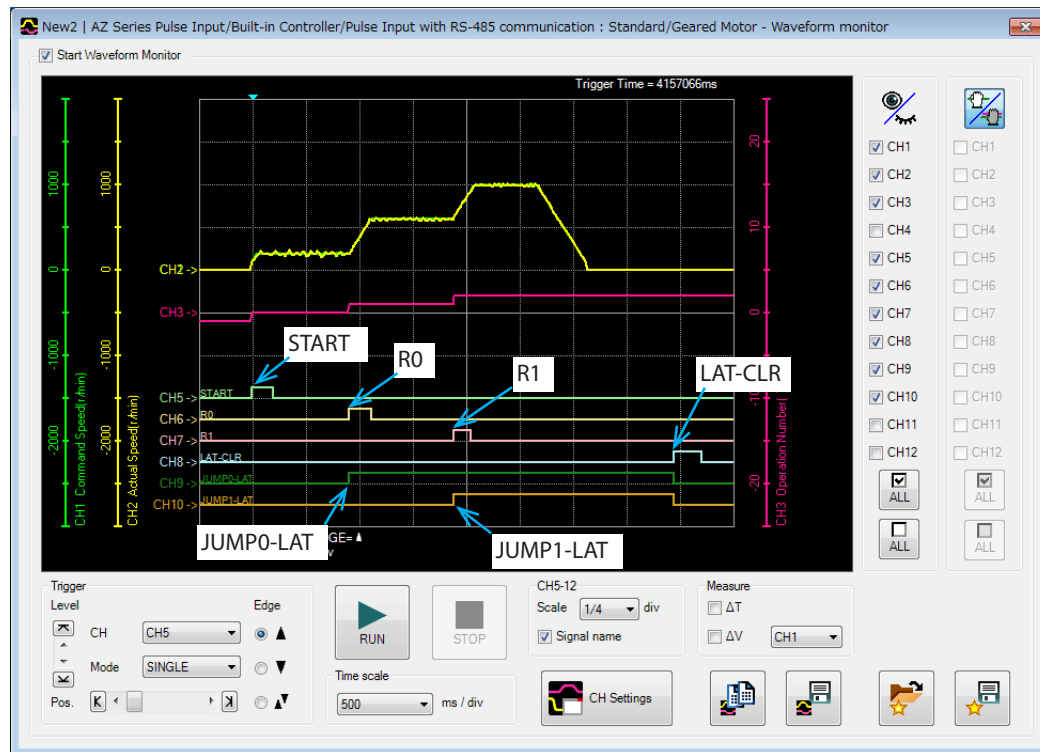 New2 | AZ Series Pulse Input/Built-in Controller/Pulse Input with RS-485 communication : Standard/Geared Motor - Waveform monitor
Start Waveform Monitor
Trigger Time = 4157066ms
1000
0
-1000
-2000
CH1 Command Speed(r/min)
1000
0
-1000
-2000
CH2 Actual Speed(r/min)
CH2 ->
CH3 ->
CH5 -> START
CH6 -> R0
CH7 -> R1
CH8 -> LAT-CLR
CH9 -> JUMP0-LAT
CH10 -> JUMP1-LAT
START
R0
R1
LAT-CLR
JUMP0-LAT
JUMP1-LAT
20
10
0
-20
CH3 Operation Number(
CH1 CH1
CH2 CH2
CH3 CH3
CH4 CH4
CH5 CH5
CH6 CH6
CH7 CH7
CH8 CH8
CH9 CH9
CH10 CH10
CH11 CH11
CH12 CH12
ALL ALL
ALL ALL
Trigger
Level Edge
CH CH5
Mode SINGLE
Pos.
RUN
STOP
Time scale
500 ms / div
CH5-12
Scale 1/4 div
Signal name
Measure
ΔT
ΔV CH1
CH Settings